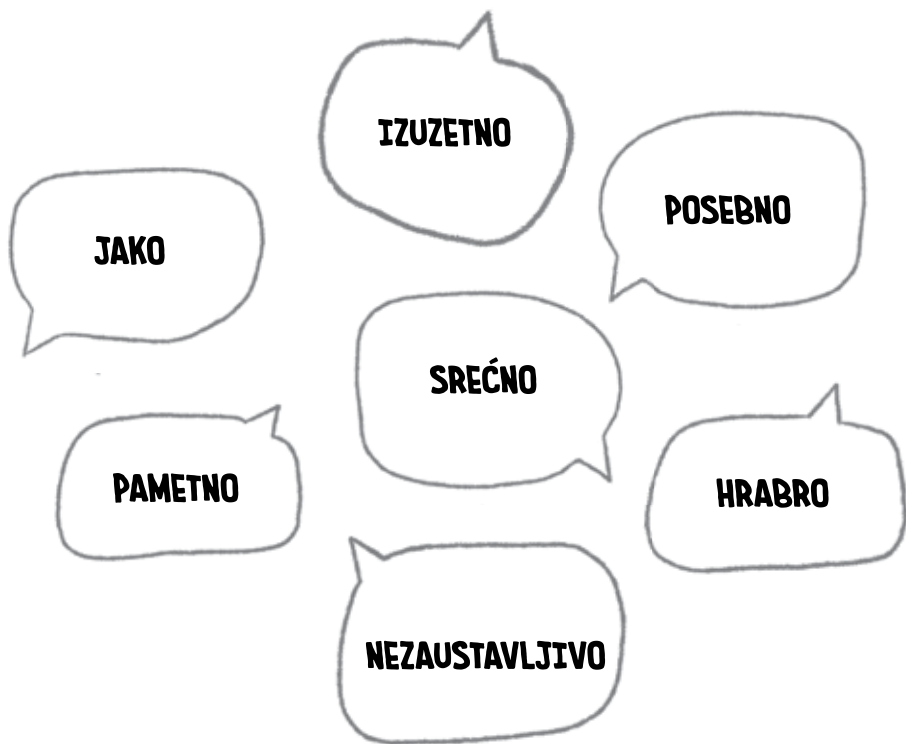 IZUZETNO
POSEBNO
JAKO
SREĆNO
PAMETNO
HRABRO
NEZAUSTAVLJIVO